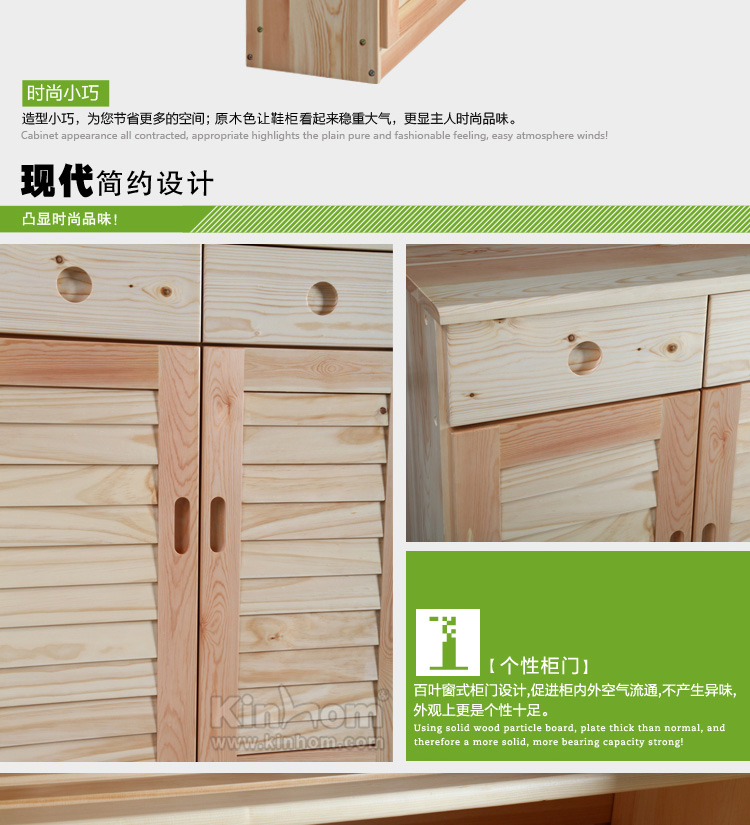 时尚小巧
造型小巧，为您节省更多的空间；原木色让鞋柜看起来稳重大气，更显主人时尚品味。
Cabinet appearance all contracted, appropriate highlights the plain pure and fashionable feeling, easy atmosphere winds!
现代简约设计
凸显时尚品味!
1
【个性柜门】
百叶窗式柜门设计,促进柜内外空气流通,不产生异味,
外观上更是个性十足。
Using solid wood particle board, plate thick than normal, and
therefore a more solid, more bearing capacity strong!
Kinhom®
www.kinhom.com